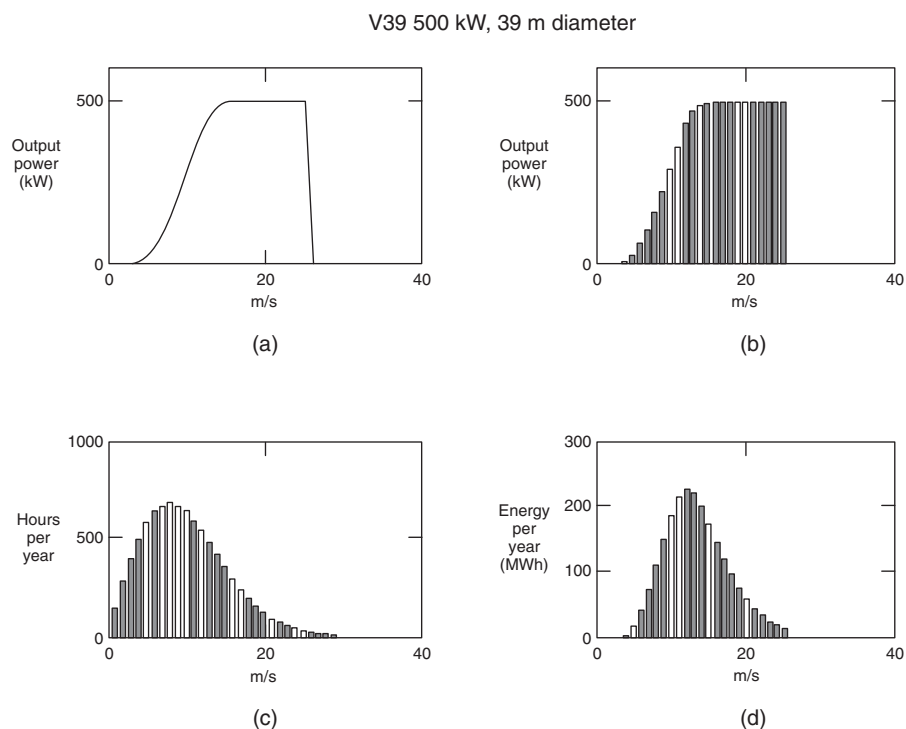 V39 500 kW, 39 m diameter
500
Output
power
(kW)
0
0
20
40
m/s
(a)
500
Output
power
(kW)
0
0
20
40
m/s
(b)
1000
Hours
per
year
500
0
0
20
40
m/s
(c)
300
200
Energy
per
year
(MWh)
100
0
0
20
40
m/s
(d)